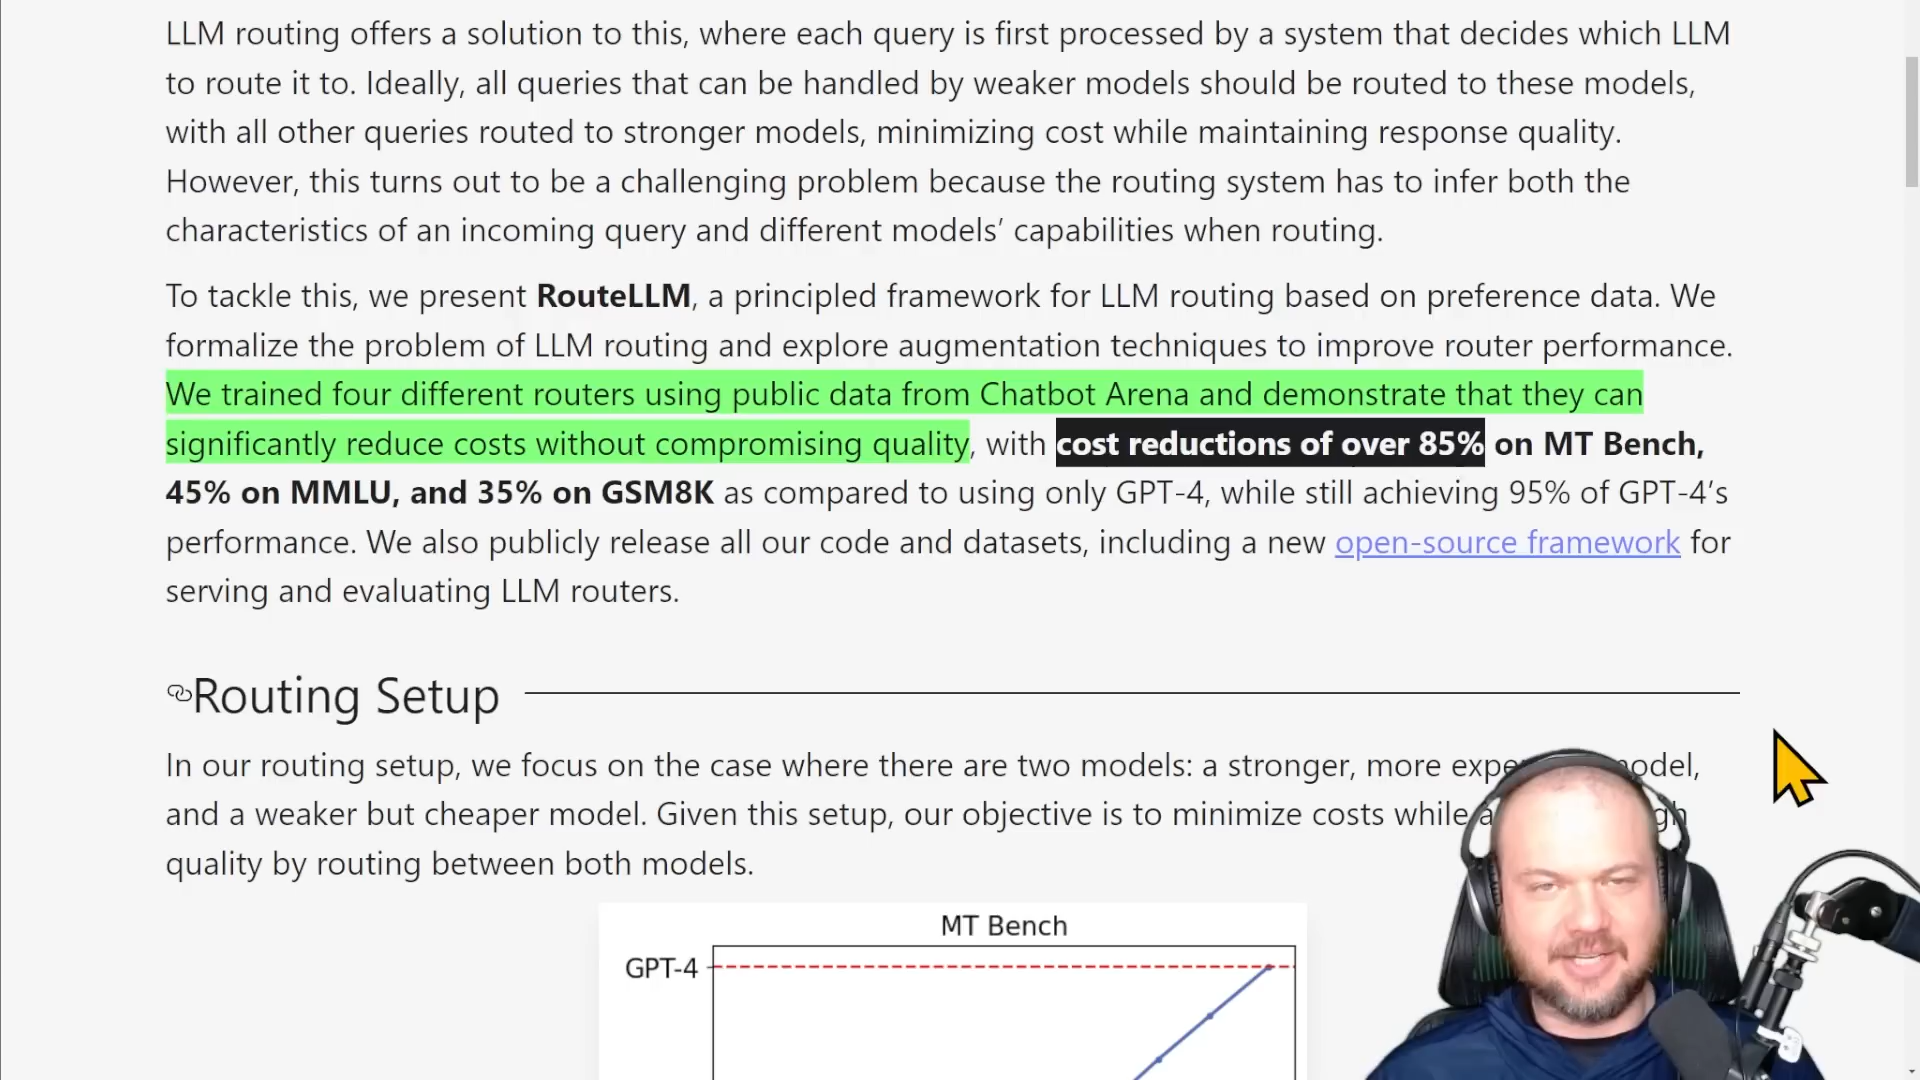 LLM routing offers a solution to this, where each query is first processed by a system that decides which LLM
to route it to. Ideally, all queries that can be handled by weaker models should be routed to these models,
with all other queries routed to stronger models, minimizing cost while maintaining response quality.
However, this turns out to be a challenging problem because the routing system has to infer both the
characteristics of an incoming query and different models’ capabilities when routing.
To tackle this, we present RouteLLM, a principled framework for LLM routing based on preference data. We
formalize the problem of LLM routing and explore augmentation techniques to improve router performance.
We trained four different routers using public data from Chatbot Arena and demonstrate that they can
significantly reduce costs without compromising quality, with cost reductions of over 85% on MT Bench,
45% on MMLU, and 35% on GSM8K as compared to using only GPT-4, while still achieving 95% of GPT-4’s
performance. We also publicly release all our code and datasets, including a new open-source framework for
serving and evaluating LLM routers.
Routing Setup
In our routing setup, we focus on the case where there are two models: a stronger, more
and a weaker but cheaper model. Given this setup, our objective is to minimize costs while
quality by routing between both models.
MT Bench
GPT-4